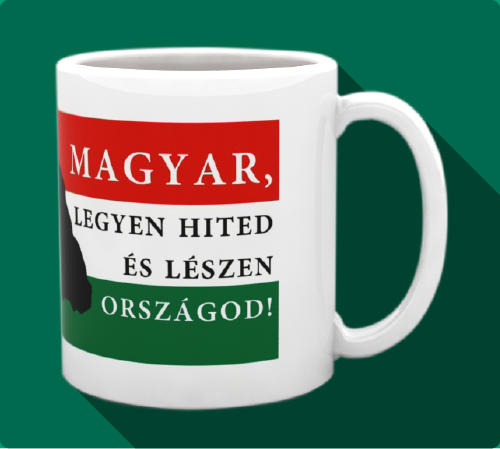 MAGYAR,
LEGYEN HITED
ÉS LÉSZEN
ORSZÁGOD!